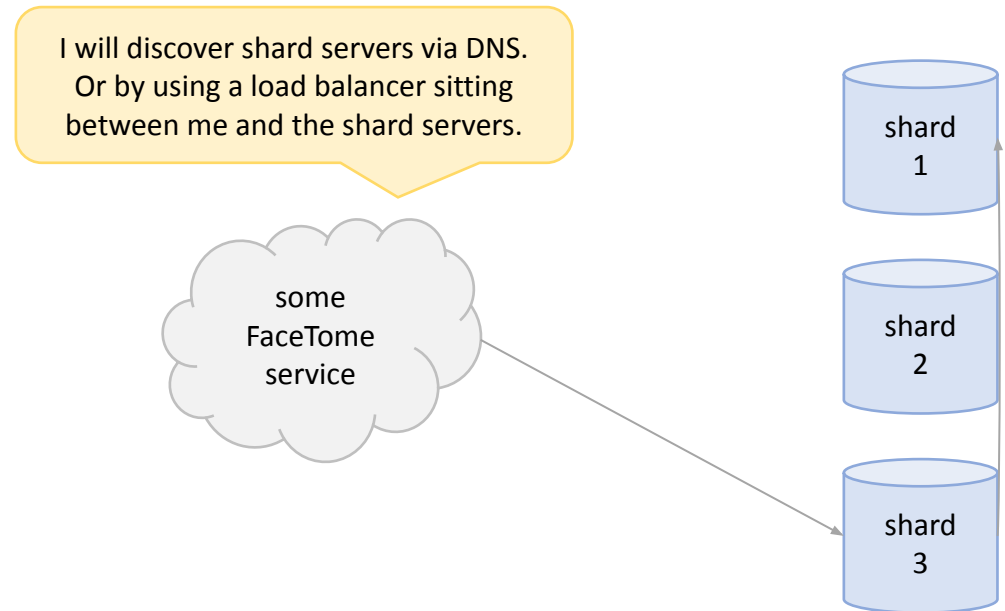 I will discover shard servers via DNS.
Or by using a load balancer sitting
between me and the shard servers.
some
FaceTome
service
shard
1
shard
2
shard
3